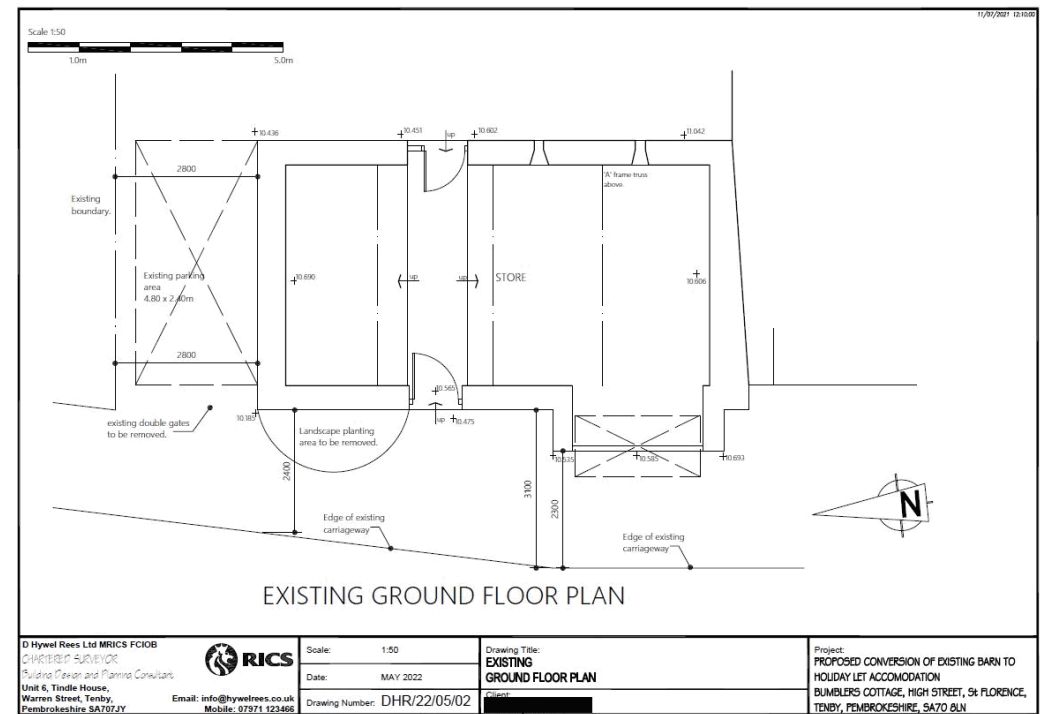 11/07/2021 12:10:00
Scale 1:50
1.0m
5.0m
10.436
10.451
up
10.602
11.042
2800
'A' frame truss
above.
Existing
boundary.
Existing parking
area
4.80 x 2.40m
10.690
up
up
STORE
10.606
2800
10.565
existing double gates
to be removed.
10.185
up
10.475
Landscape planting
area to be removed.
2400
10.535
10.585
10.693
3100
2300
N
Edge of existing
carriageway
Edge of existing
carriageway
EXISTING GROUND FLOOR PLAN
D Hywel Rees Ltd MRICS FCIOB
CHARTERED SURVEYOR
Building Design and Planning Consultant
Unit 6, Tindle House,
Warren Street, Tenby,
Pembrokeshire SA707JY
RICS
Email: info@hywelrees.co.uk
Mobile: 07971 123466
Scale: 1:50
Date: MAY 2022
Drawing Number: DHR/22/05/02
Drawing Title:
EXISTING
GROUND FLOOR PLAN
Client:
Project:
PROPOSED CONVERSION OF EXISTING BARN TO
HOLIDAY LET ACCOMODATION
BUMBLERS COTTAGE, HIGH STREET, St FLORENCE,
TENBY, PEMBROKESHIRE, SA70 8LN